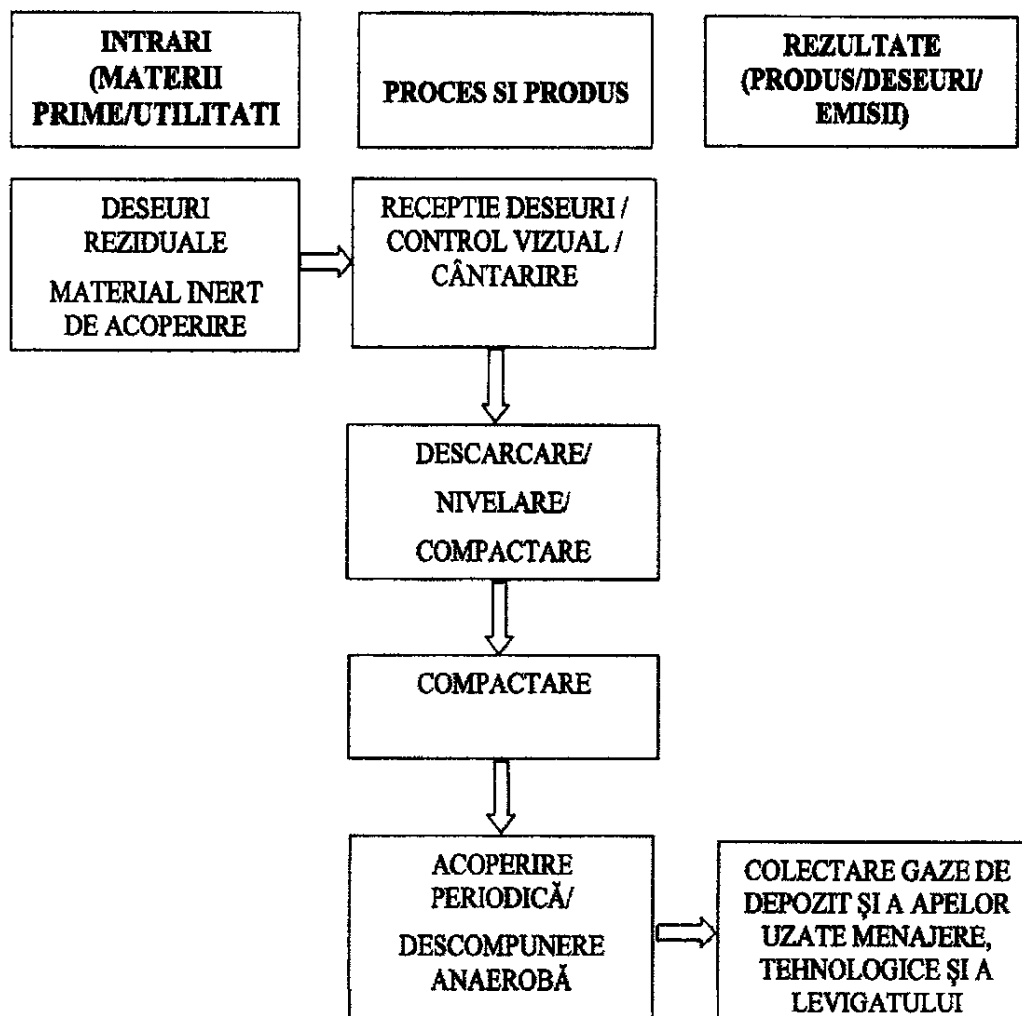 INTRARI
(MATERII
PRIME/UTILITATI
PROCES SI PRODUS
REZULTATE
(PRODUS/DESEURI/
EMISII)
DESEURI
REZIDUALE
MATERIAL INERT
DE ACOPERIRE
RECEPTIE DESEURI /
CONTROL VIZUAL /
CÂNTARIRE
DESCARCARE/
NIVELARE/
COMPACTARE
COMPACTARE
ACOPERIRE
PERIODICĂ/
DESCOMPUNERE
ANAEROBĂ
COLECTARE GAZE DE
DEPOZIT ŞI A APELOR
UZATE MENAJERE,
TEHNOLOGICE ŞI A
LEVIGATULUI